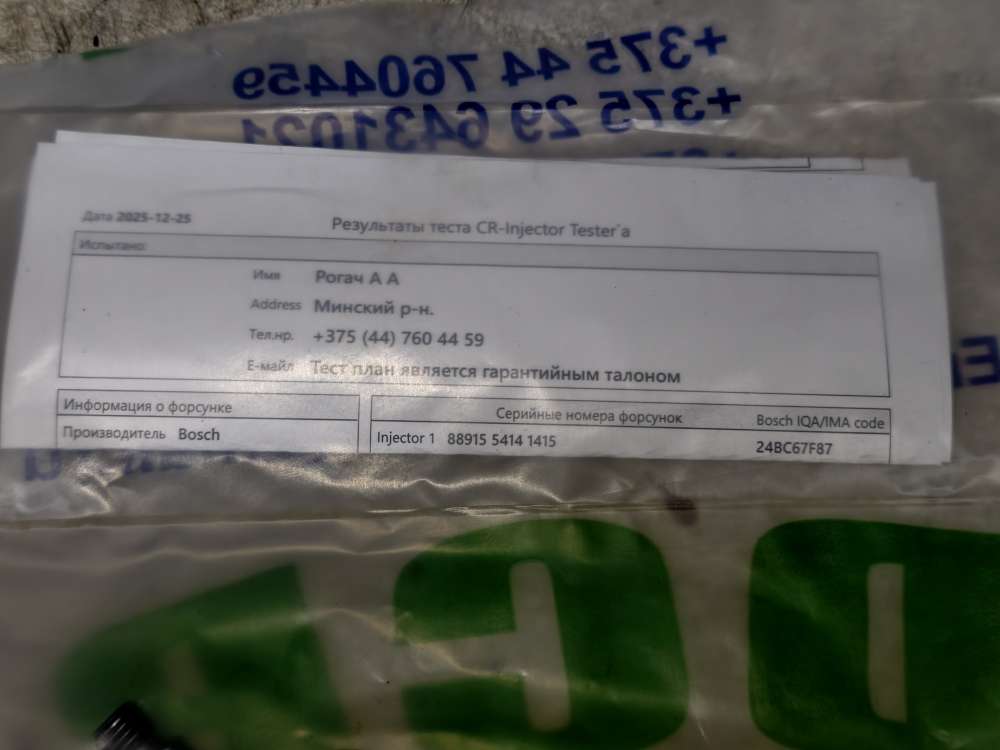 +375 44 7604459
+375 29 6431021
Дата 2025-12-25
Результаты теста CR-Injector Tester`a
Испытано:
Имя Рогач А А
Address Минский р-н.
Тел.нр. +375 (44) 760 44 59
Е-майл Тест план является гарантийным талоном
Информация о форсунке
Производитель Bosch
Серийные номера форсунок Bosch IQA/IMA code
Injector 1 88915 5414 1415 24BC67F87